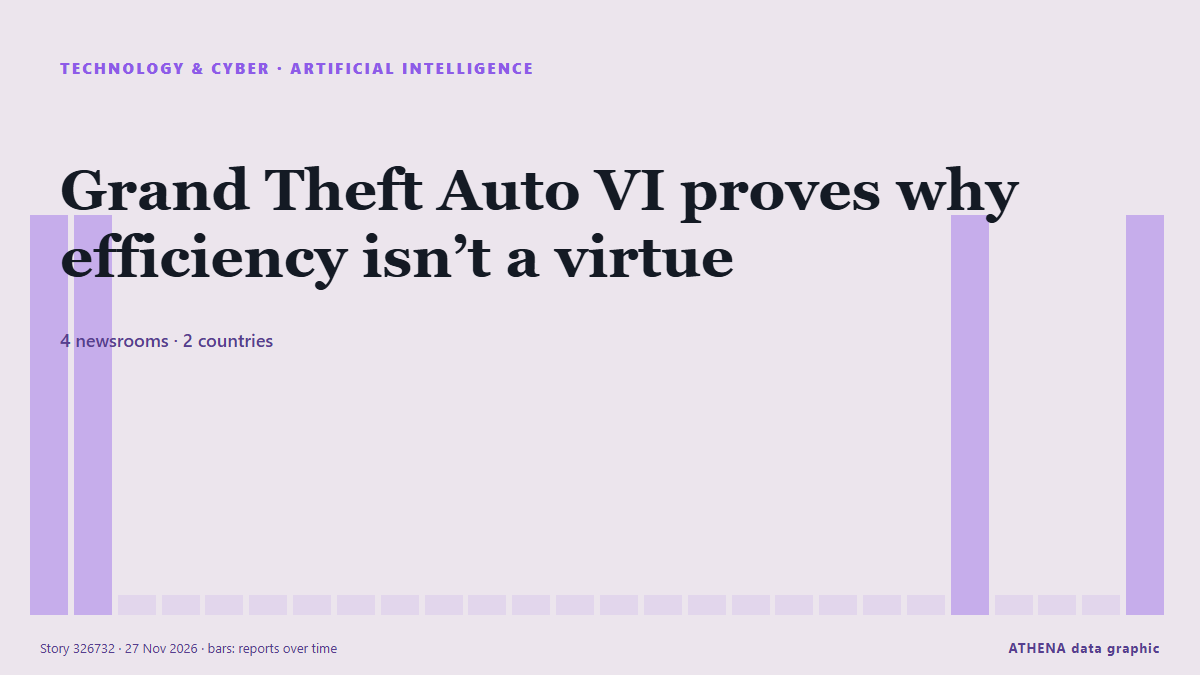 TECHNOLOGY & CYBER · ARTIFICIAL INTELLIGENCE
Grand Theft Auto VI proves why
efficiency isn’t a virtue
4 newsrooms · 2 countries
Story 326732 · 27 Nov 2026 · bars: reports over time
ATHENA data graphic